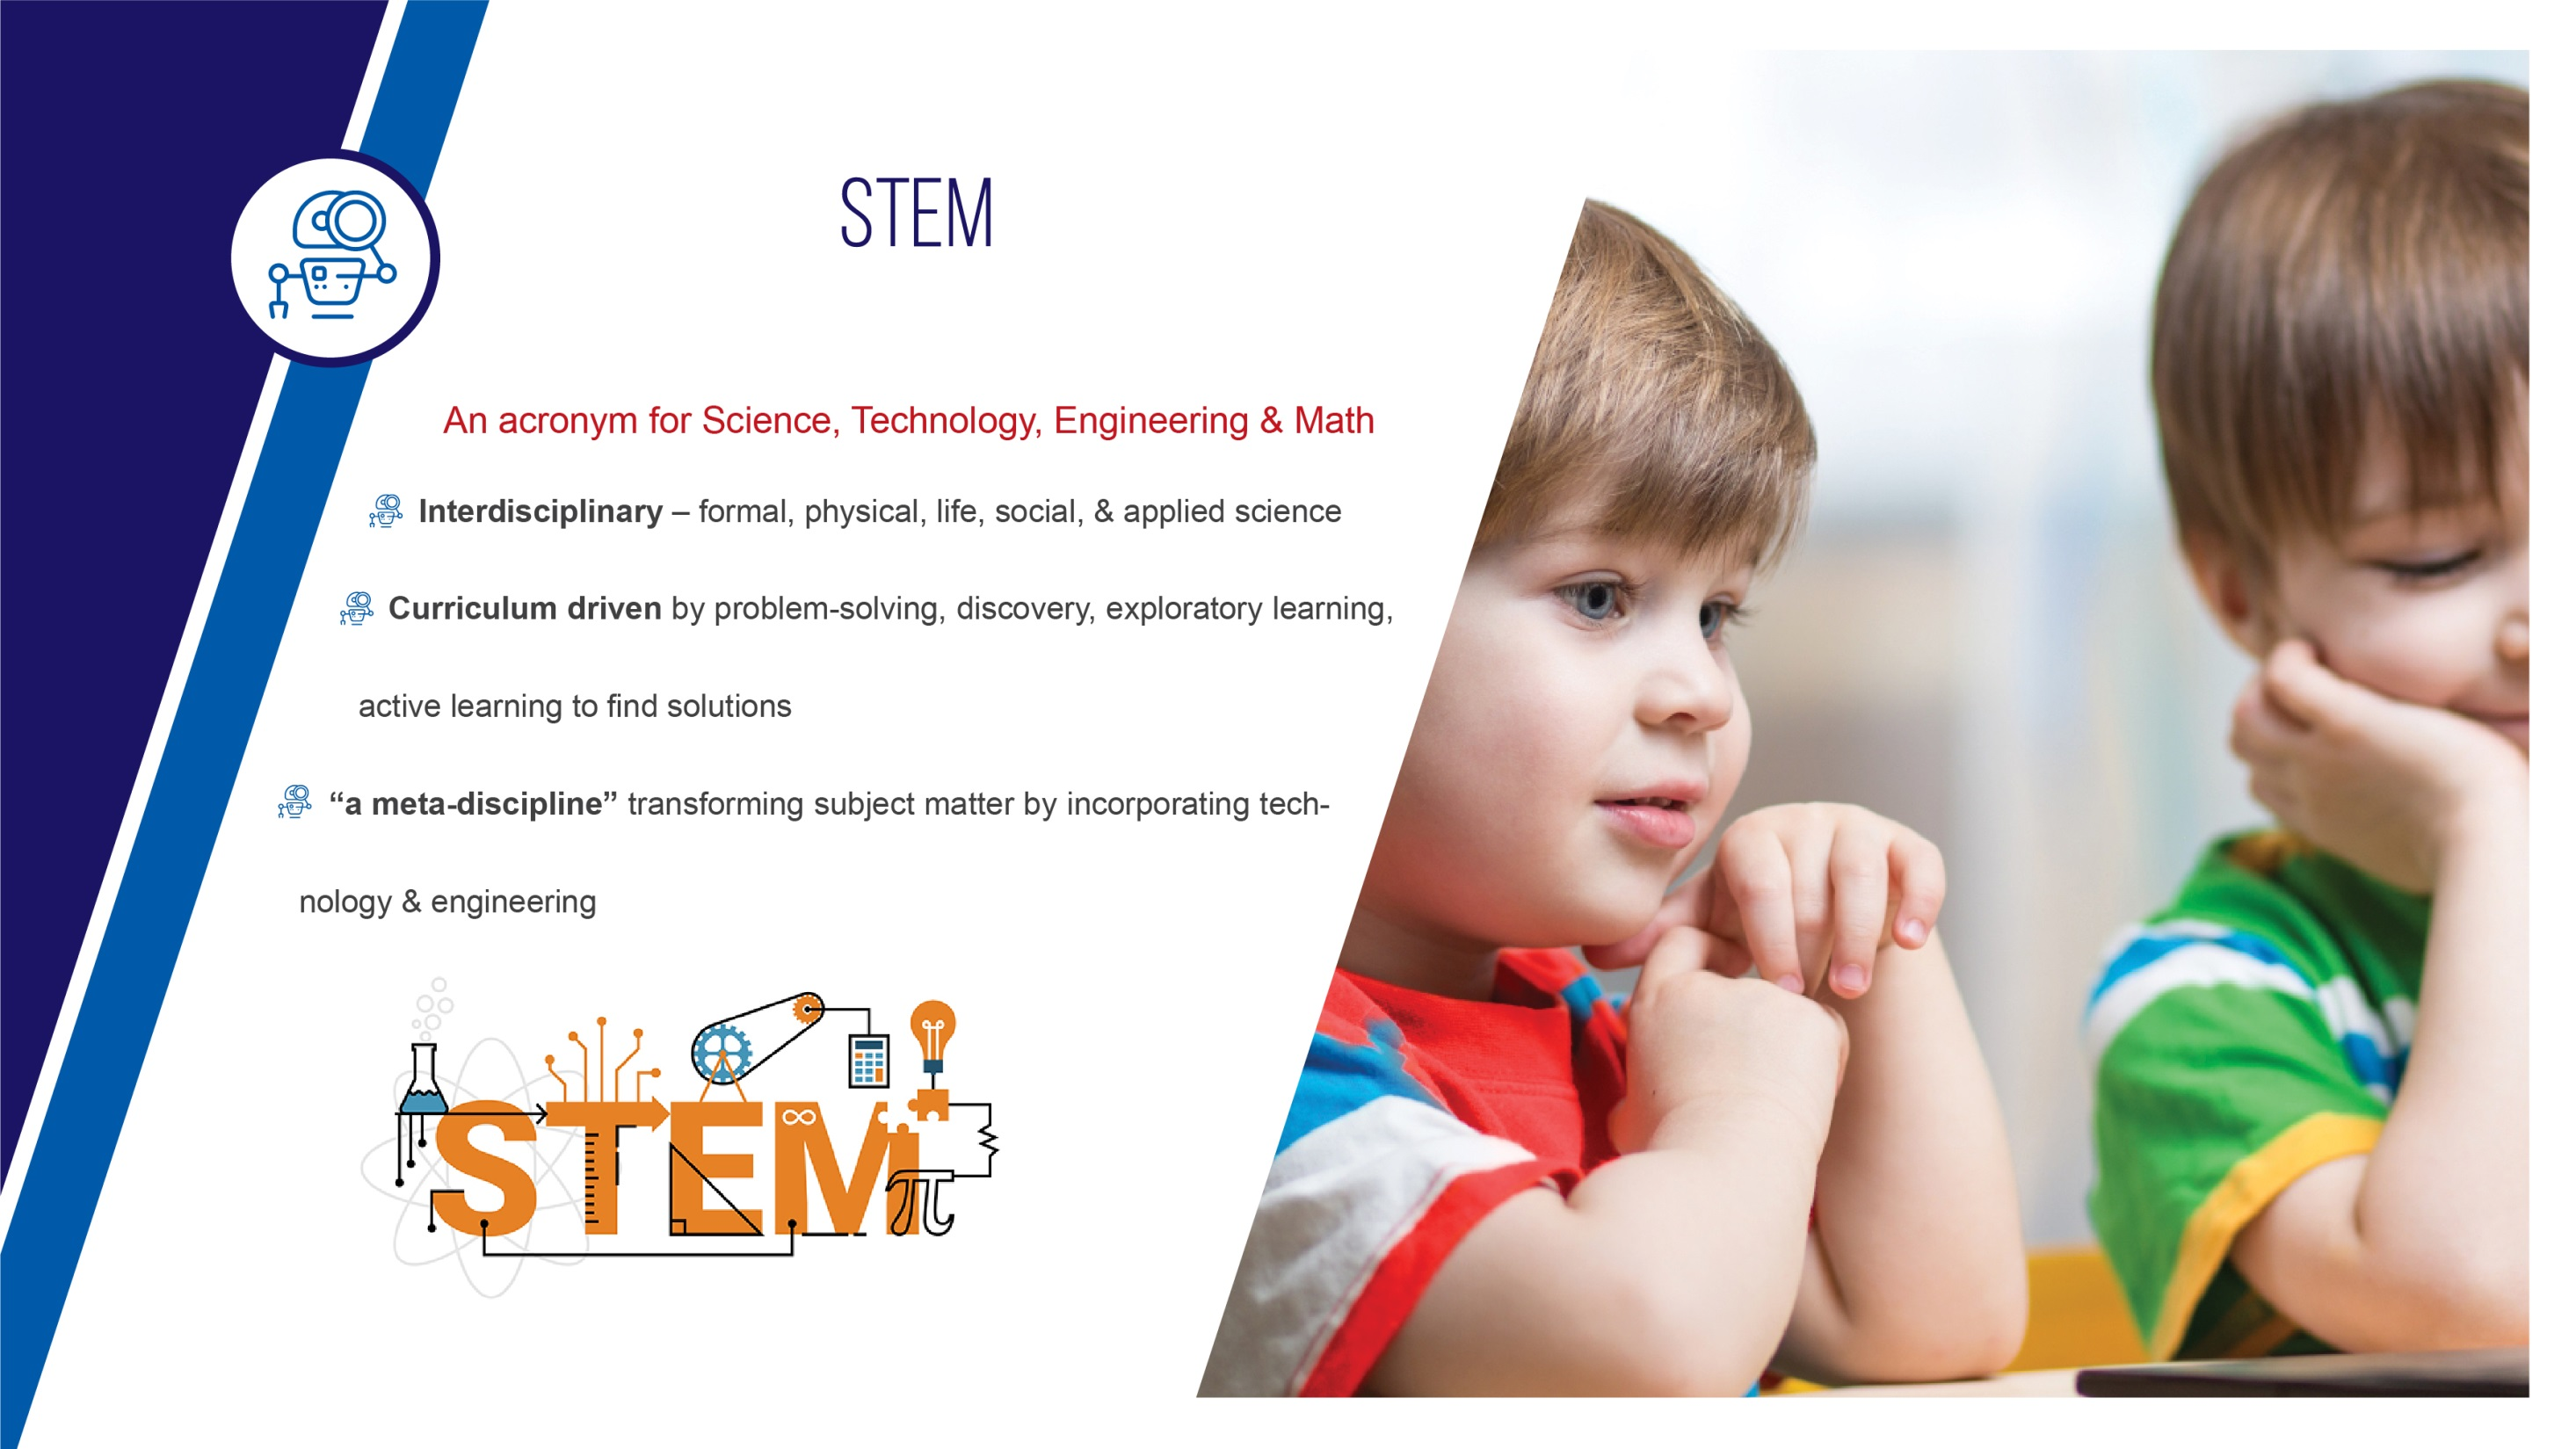 STEM
An acronym for Science, Technology, Engineering & Math
Interdisciplinary – formal, physical, life, social, & applied science
Curriculum driven by problem-solving, discovery, exploratory learning,
active learning to find solutions
“a meta-discipline” transforming subject matter by incorporating tech-
nology & engineering
STEM
∞
π